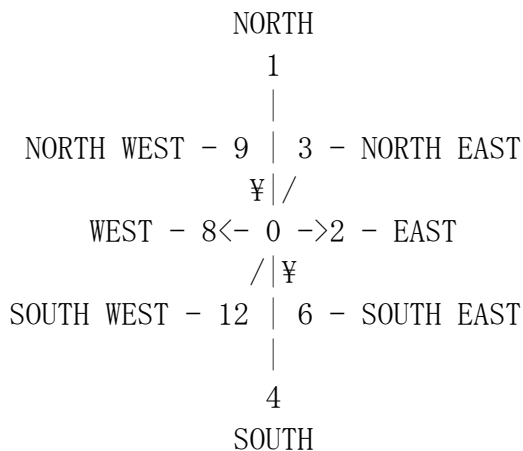 NORTH
1
|
NORTH WEST - 9 | 3 - NORTH EAST
¥|/
WEST - 8<- 0 ->2 - EAST
/|¥
SOUTH WEST - 12 | 6 - SOUTH EAST
|
4
SOUTH